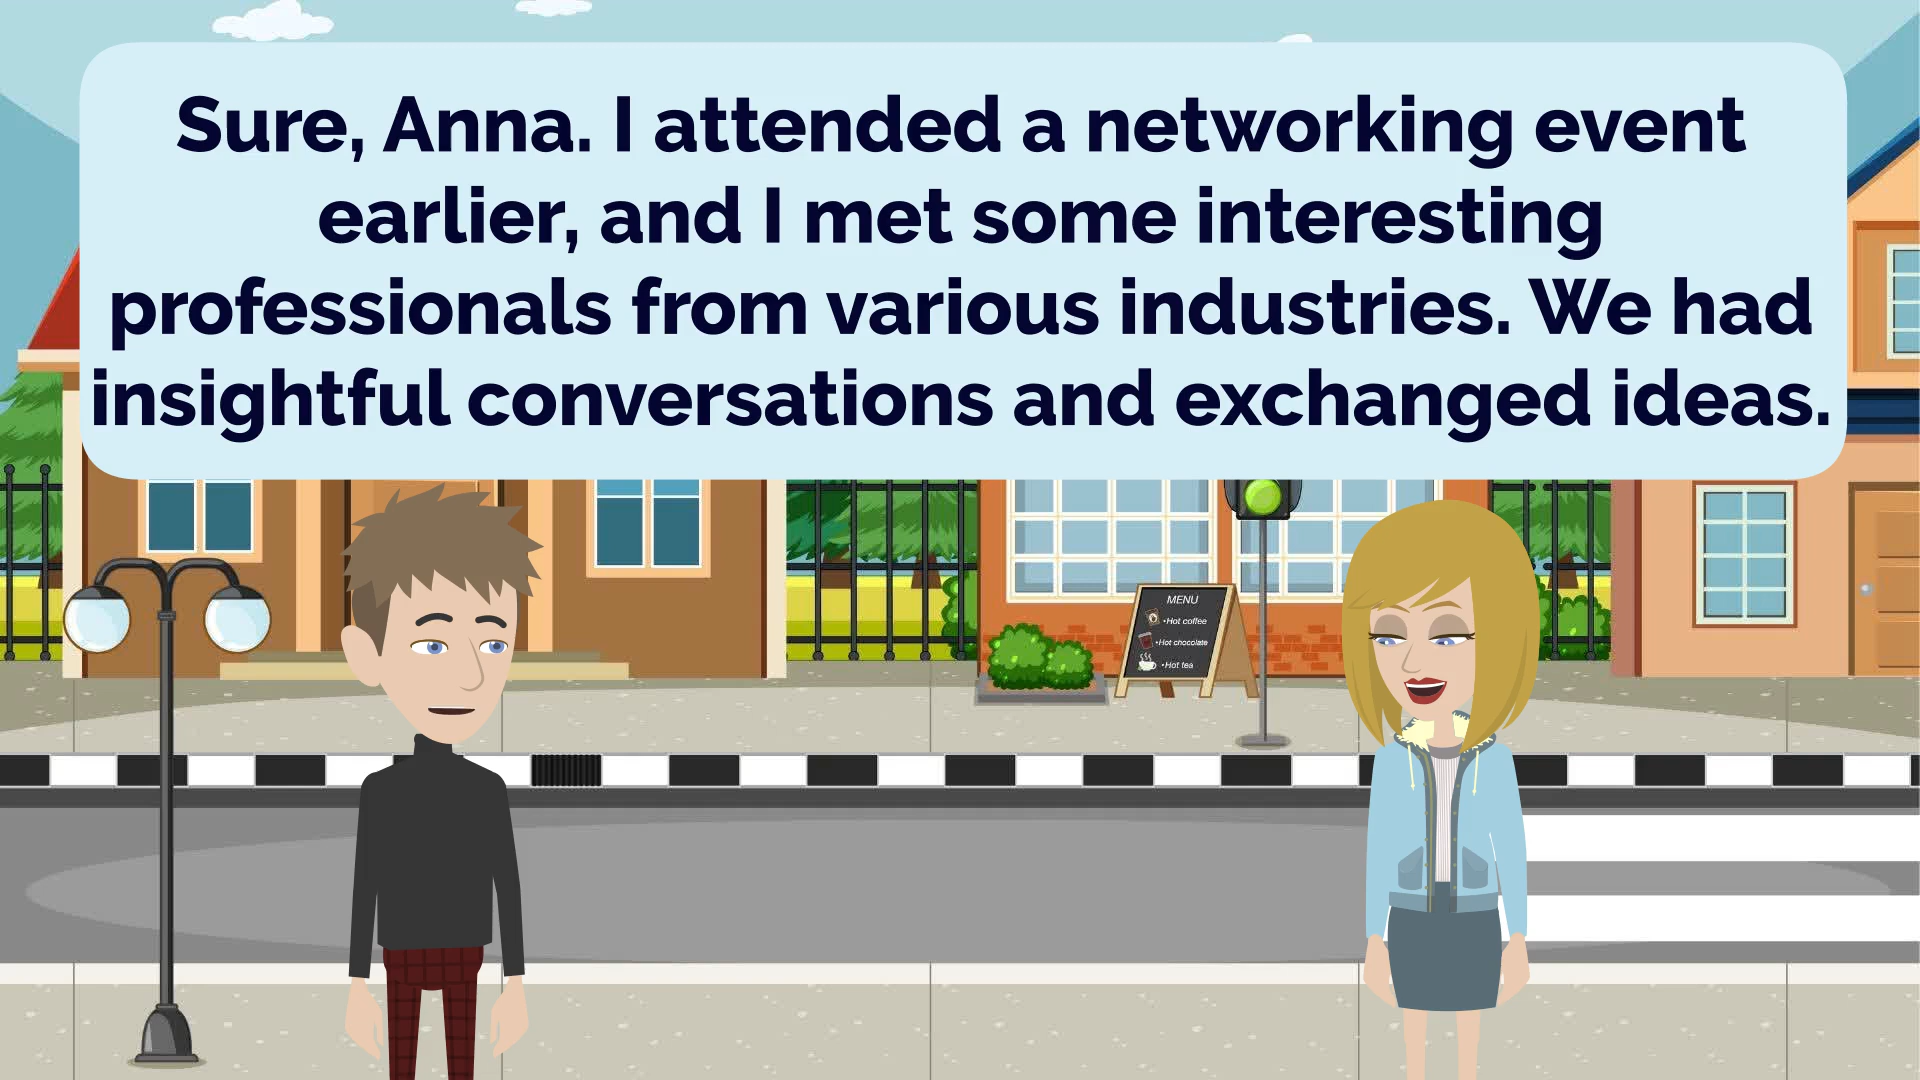 Sure, Anna. I attended a networking event
earlier, and I met some interesting
professionals from various industries. We had
insightful conversations and exchanged ideas.
MENU
•Hot coffee
•Hot chocolate
•Hot tea